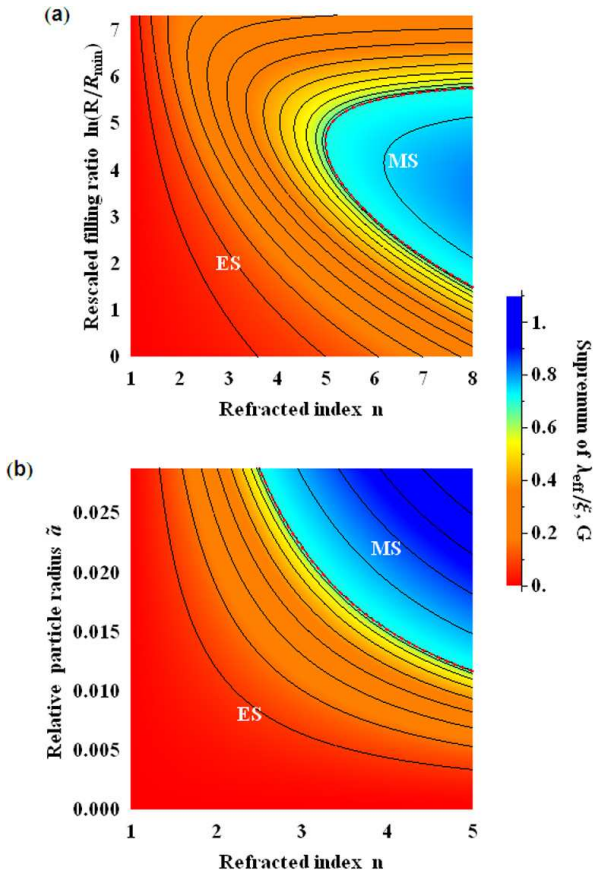 (a)
Rescaled filling ratio ln(R/Rmin)
7
6
5
4
3
2
1
0
MS
ES
1 2 3 4 5 6 7 8
Refracted index n
(b)
Relative particle radius ã
0.025
0.020
0.015
0.010
0.005
0.000
MS
ES
1 2 3 4 5
Refracted index n
1.
0.8
0.6
0.4
0.2
0.
Supremum of λeff/ξ, G